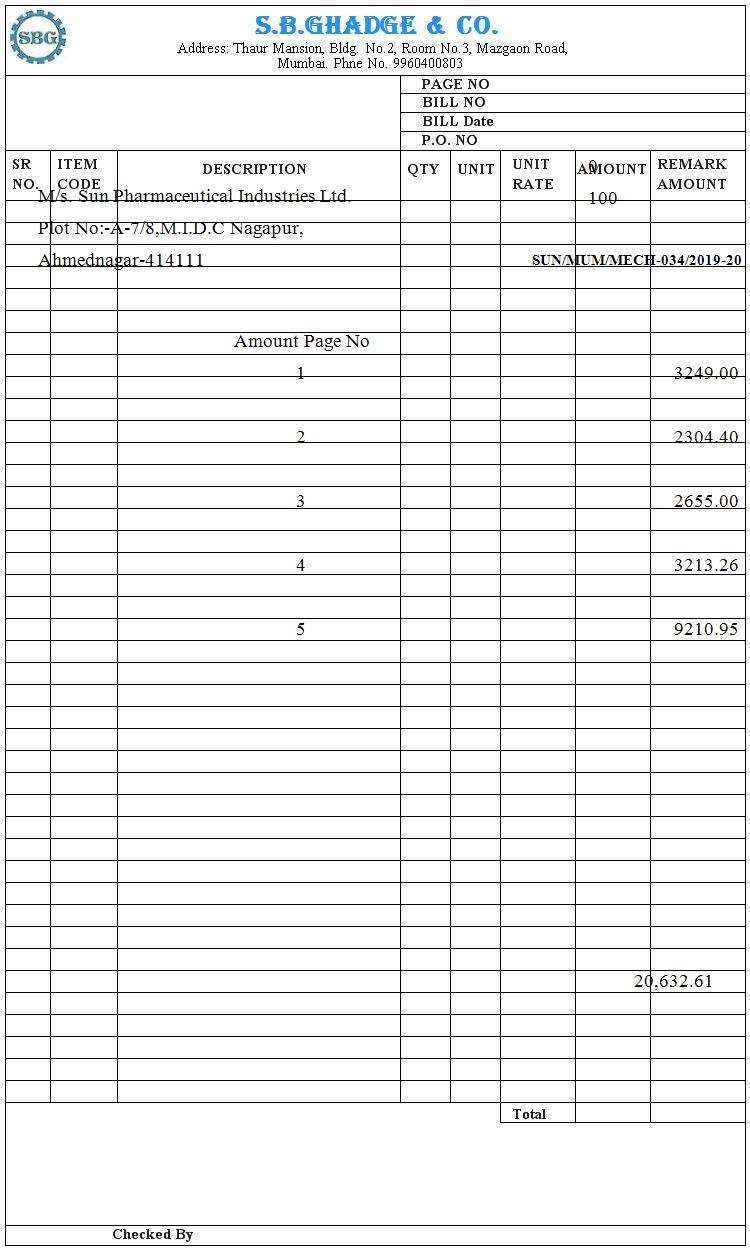 SBG
S.B.GHADGE & CO.
Address: Thaur Mansion, Bldg. No.2, Room No.3, Mazgaon Road,
Mumbai. Phne No. 9960400803
PAGE NO
BILL NO
BILL Date
P.O. NO
SR NO. ITEM CODE DESCRIPTION QTY UNIT UNIT RATE AMOUNT REMARK AMOUNT
0
M/s. Sun Pharmaceutical Industries Ltd. 100
Plot No:-A-7/8,M.I.D.C Nagapur,
Ahmednagar-414111 SUN/MUM/MECH-034/2019-20
Amount Page No
1 3249.00
2 2304.40
3 2655.00
4 3213.26
5 9210.95
20,632.61
Total
Checked By